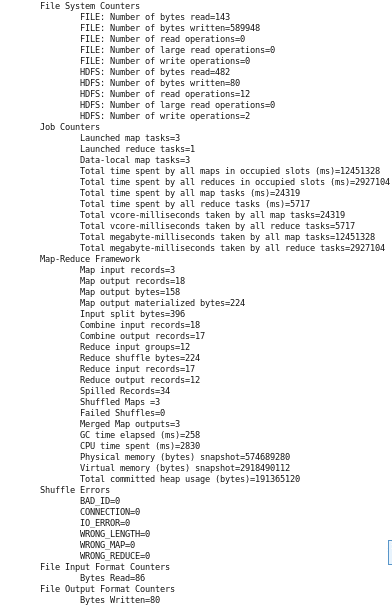 File System Counters
FILE: Number of bytes read=143
FILE: Number of bytes written=589948
FILE: Number of read operations=0
FILE: Number of large read operations=0
FILE: Number of write operations=0
HDFS: Number of bytes read=482
HDFS: Number of bytes written=80
HDFS: Number of read operations=12
HDFS: Number of large read operations=0
HDFS: Number of write operations=2
Job Counters
Launched map tasks=3
Launched reduce tasks=1
Data-local map tasks=3
Total time spent by all maps in occupied slots (ms)=12451328
Total time spent by all reduces in occupied slots (ms)=2927104
Total time spent by all map tasks (ms)=24319
Total time spent by all reduce tasks (ms)=5717
Total vcore-milliseconds taken by all map tasks=24319
Total vcore-milliseconds taken by all reduce tasks=5717
Total megabyte-milliseconds taken by all map tasks=12451328
Total megabyte-milliseconds taken by all reduce tasks=2927104
Map-Reduce Framework
Map input records=3
Map output records=18
Map output bytes=158
Map output materialized bytes=224
Input split bytes=396
Combine input records=18
Combine output records=17
Reduce input groups=12
Reduce shuffle bytes=224
Reduce input records=17
Reduce output records=12
Spilled Records=34
Shuffled Maps =3
Failed Shuffles=0
Merged Map outputs=3
GC time elapsed (ms)=258
CPU time spent (ms)=2830
Physical memory (bytes) snapshot=574689280
Virtual memory (bytes) snapshot=2918490112
Total committed heap usage (bytes)=191365120
Shuffle Errors
BAD_ID=0
CONNECTION=0
IO_ERROR=0
WRONG_LENGTH=0
WRONG_MAP=0
WRONG_REDUCE=0
File Input Format Counters
Bytes Read=86
File Output Format Counters
Bytes Written=80